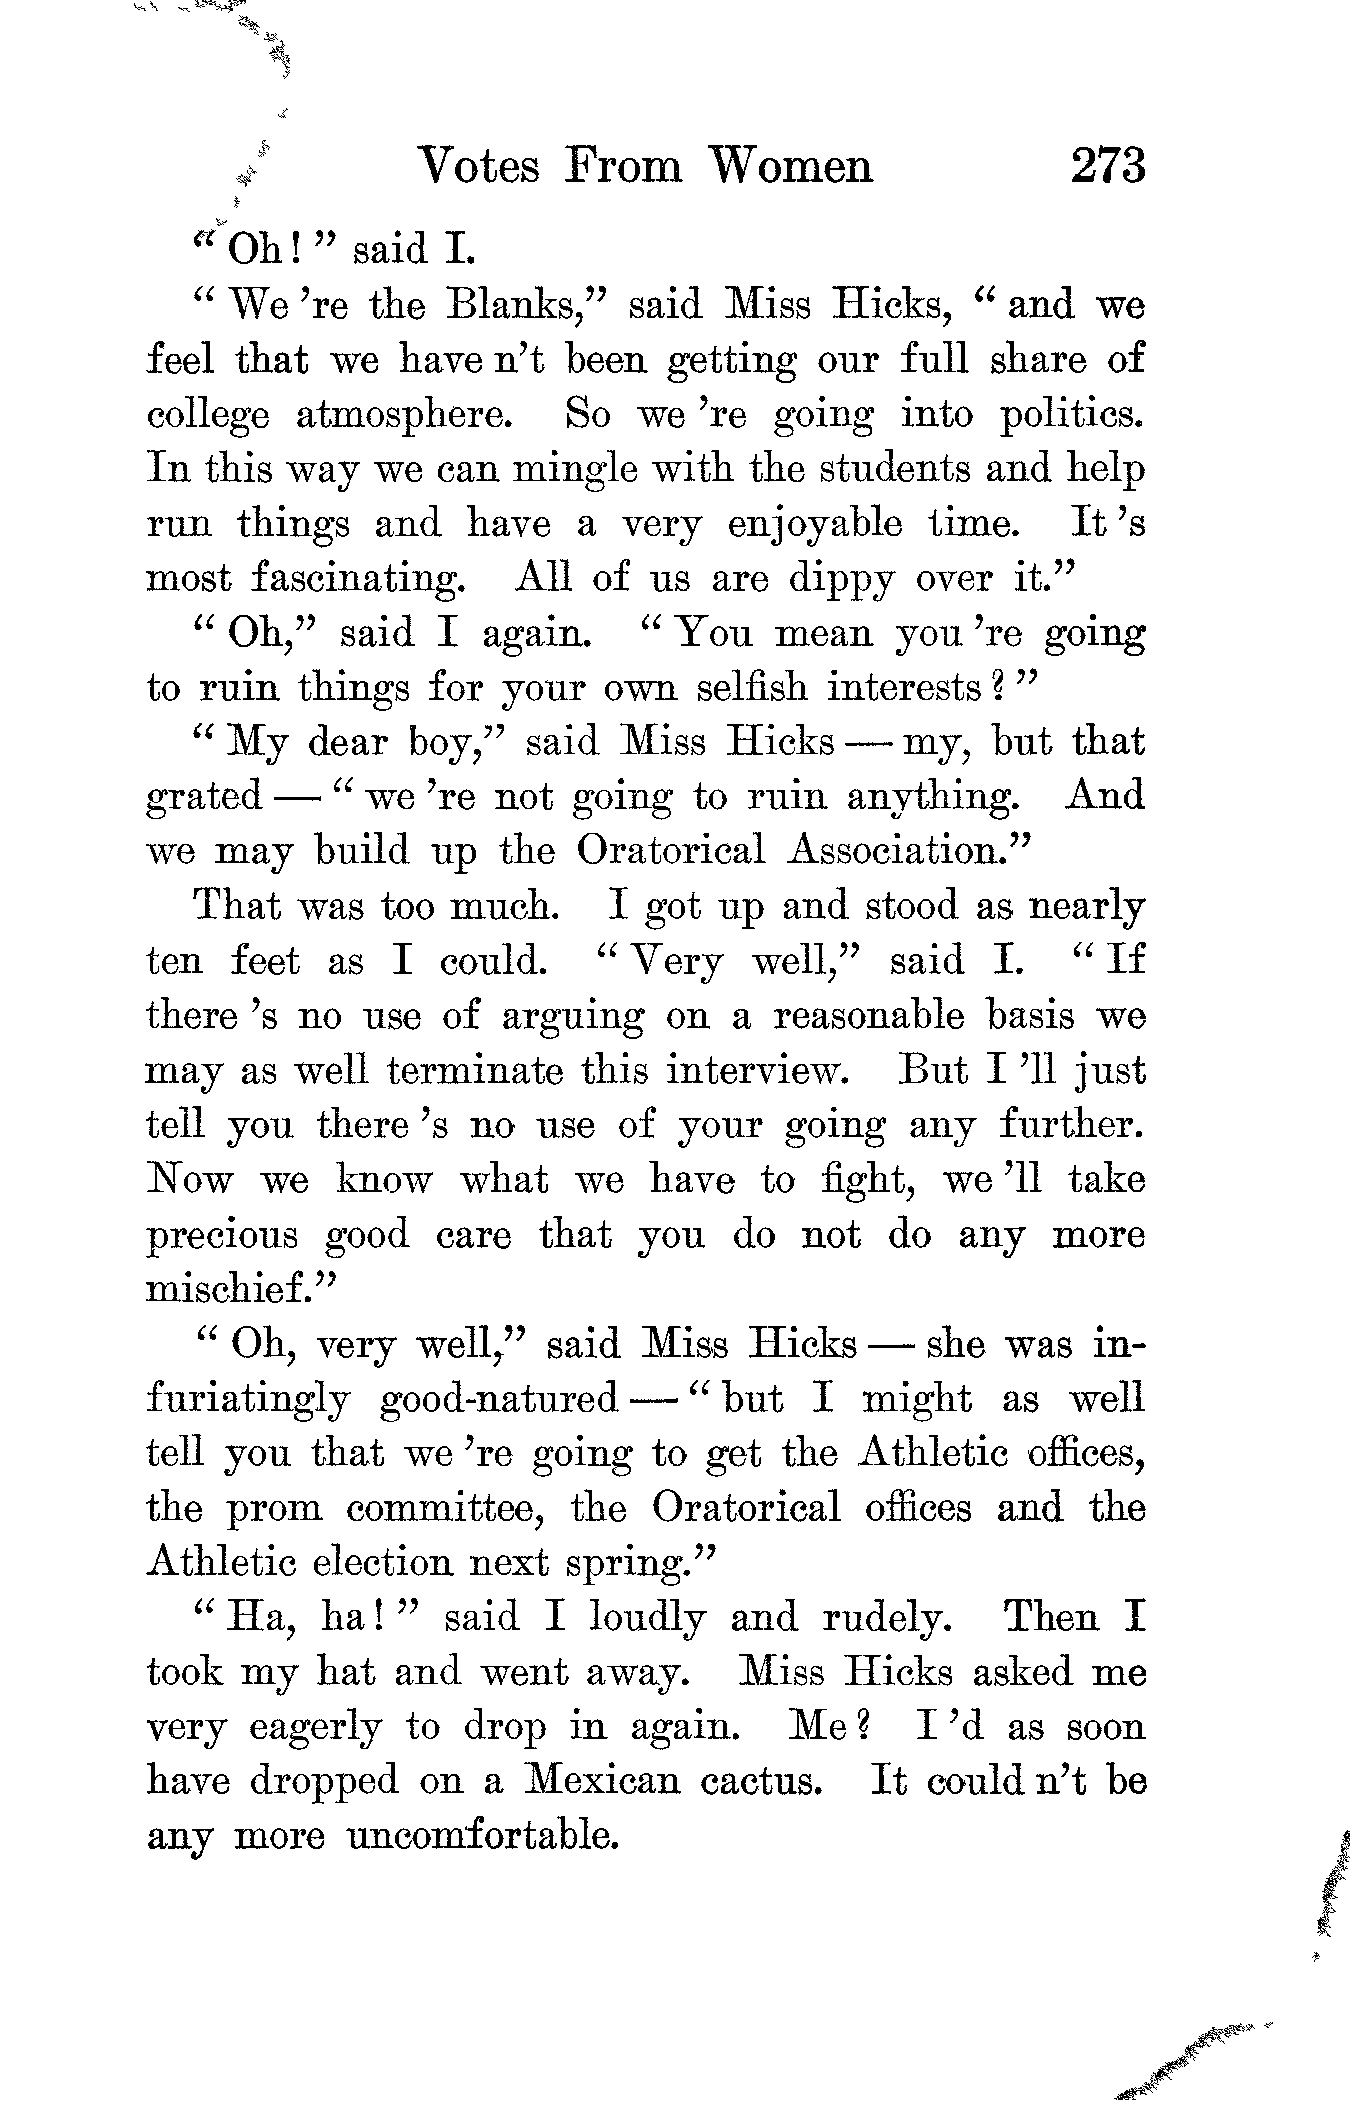 Votes From Women 273
"Oh!" said I.
"We 're the Blanks," said Miss Hicks, "and we
feel that we have n't been getting our full share of
college atmosphere. So we 're going into politics.
In this way we can mingle with the students and help
run things and have a very enjoyable time. It 's
most fascinating. All of us are dippy over it."
"Oh," said I again. "You mean you 're going
to ruin things for your own selfish interests?"
"My dear boy," said Miss Hicks — my, but that
grated — "we 're not going to ruin anything. And
we may build up the Oratorical Association."
That was too much. I got up and stood as nearly
ten feet as I could. "Very well," said I. "If
there 's no use of arguing on a reasonable basis we
may as well terminate this interview. But I 'll just
tell you there 's no use of your going any further.
Now we know what we have to fight, we 'll take
precious good care that you do not do any more
mischief."
"Oh, very well," said Miss Hicks — she was in-
furiatingly good-natured — "but I might as well
tell you that we 're going to get the Athletic offices,
the prom committee, the Oratorical offices and the
Athletic election next spring."
"Ha, ha!" said I loudly and rudely. Then I
took my hat and went away. Miss Hicks asked me
very eagerly to drop in again. Me? I 'd as soon
have dropped on a Mexican cactus. It could n't be
any more uncomfortable.